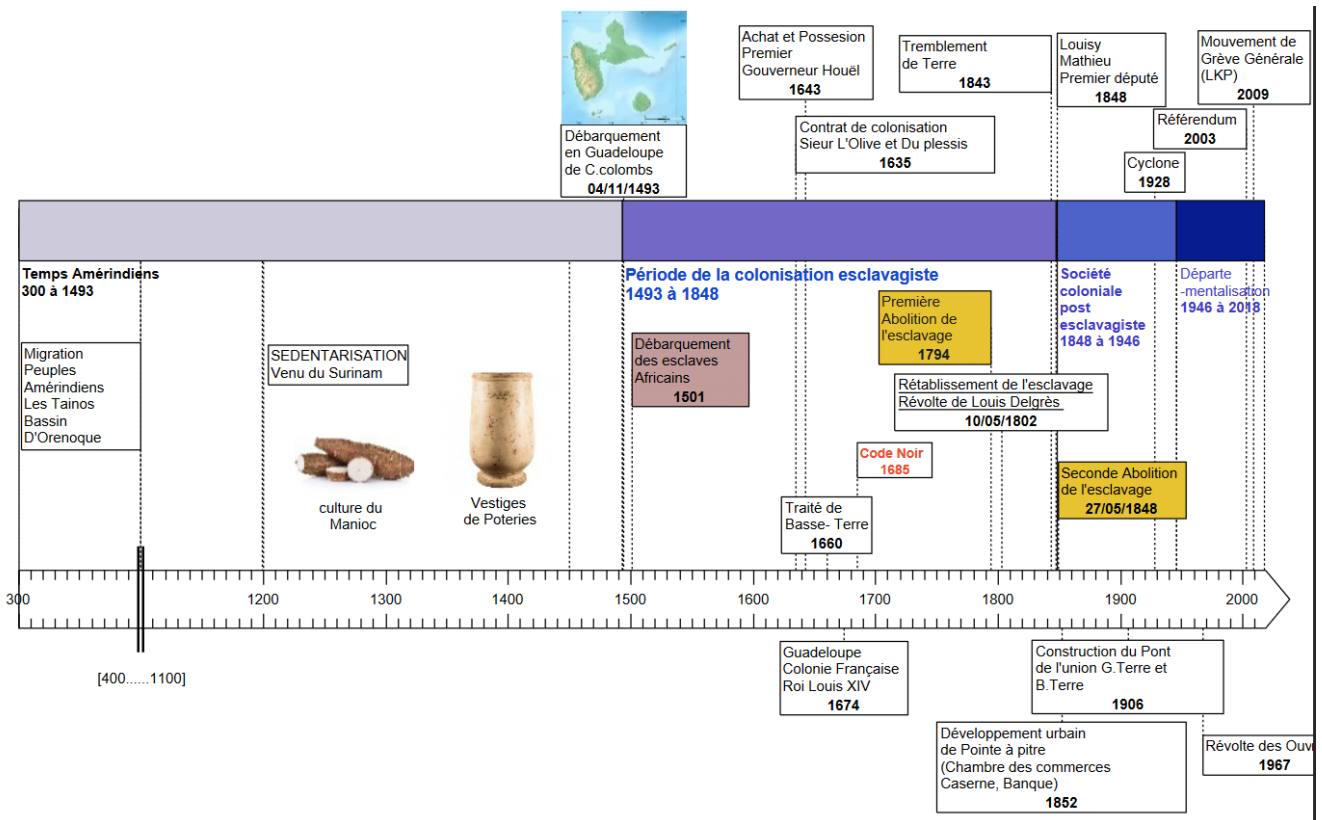 Débarquement
en Guadeloupe
de C.colombs
04/11/1493
Achat et Possesion
Premier
Gouverneur Houël
1643
Contrat de colonisation
Sieur L'Olive et Du plessis
1635
Tremblement
de Terre
1843
Louisy
Mathieu
Premier député
1848
Cyclone
1928
Référendum
2003
Mouvement de
Grève Générale
(LKP)
2009
Temps Amérindiens
300 à 1493
Période de la colonisation esclavagiste
1493 à 1848
Société
coloniale
post
esclavagiste
1848 à 1946
Départe
-mentalisation
1946 à 2018
Migration
Peuples
Amérindiens
Les Tainos
Bassin
D'Orenoque
SEDENTARISATION
Venu du Surinam
culture du
Manioc
Vestiges
de Poteries
Débarquement
des esclaves
Africains
1501
Première
Abolition de
l'esclavage
1794
Rétablissement de l'esclavage
Révolte de Louis Delgrès
10/05/1802
Code Noir
1685
Traité de
Basse- Terre
1660
Seconde Abolition
de l'esclavage
27/05/1848
300 1200 1300 1400 1500 1600 1700 1800 1900 2000
[400......1100]
Guadeloupe
Colonie Française
Roi Louis XIV
1674
Construction du Pont
de l'union G.Terre et
B.Terre
1906
Développement urbain
de Pointe à pitre
(Chambre des commerces
Caserne, Banque)
1852
Révolte des Ouv
1967